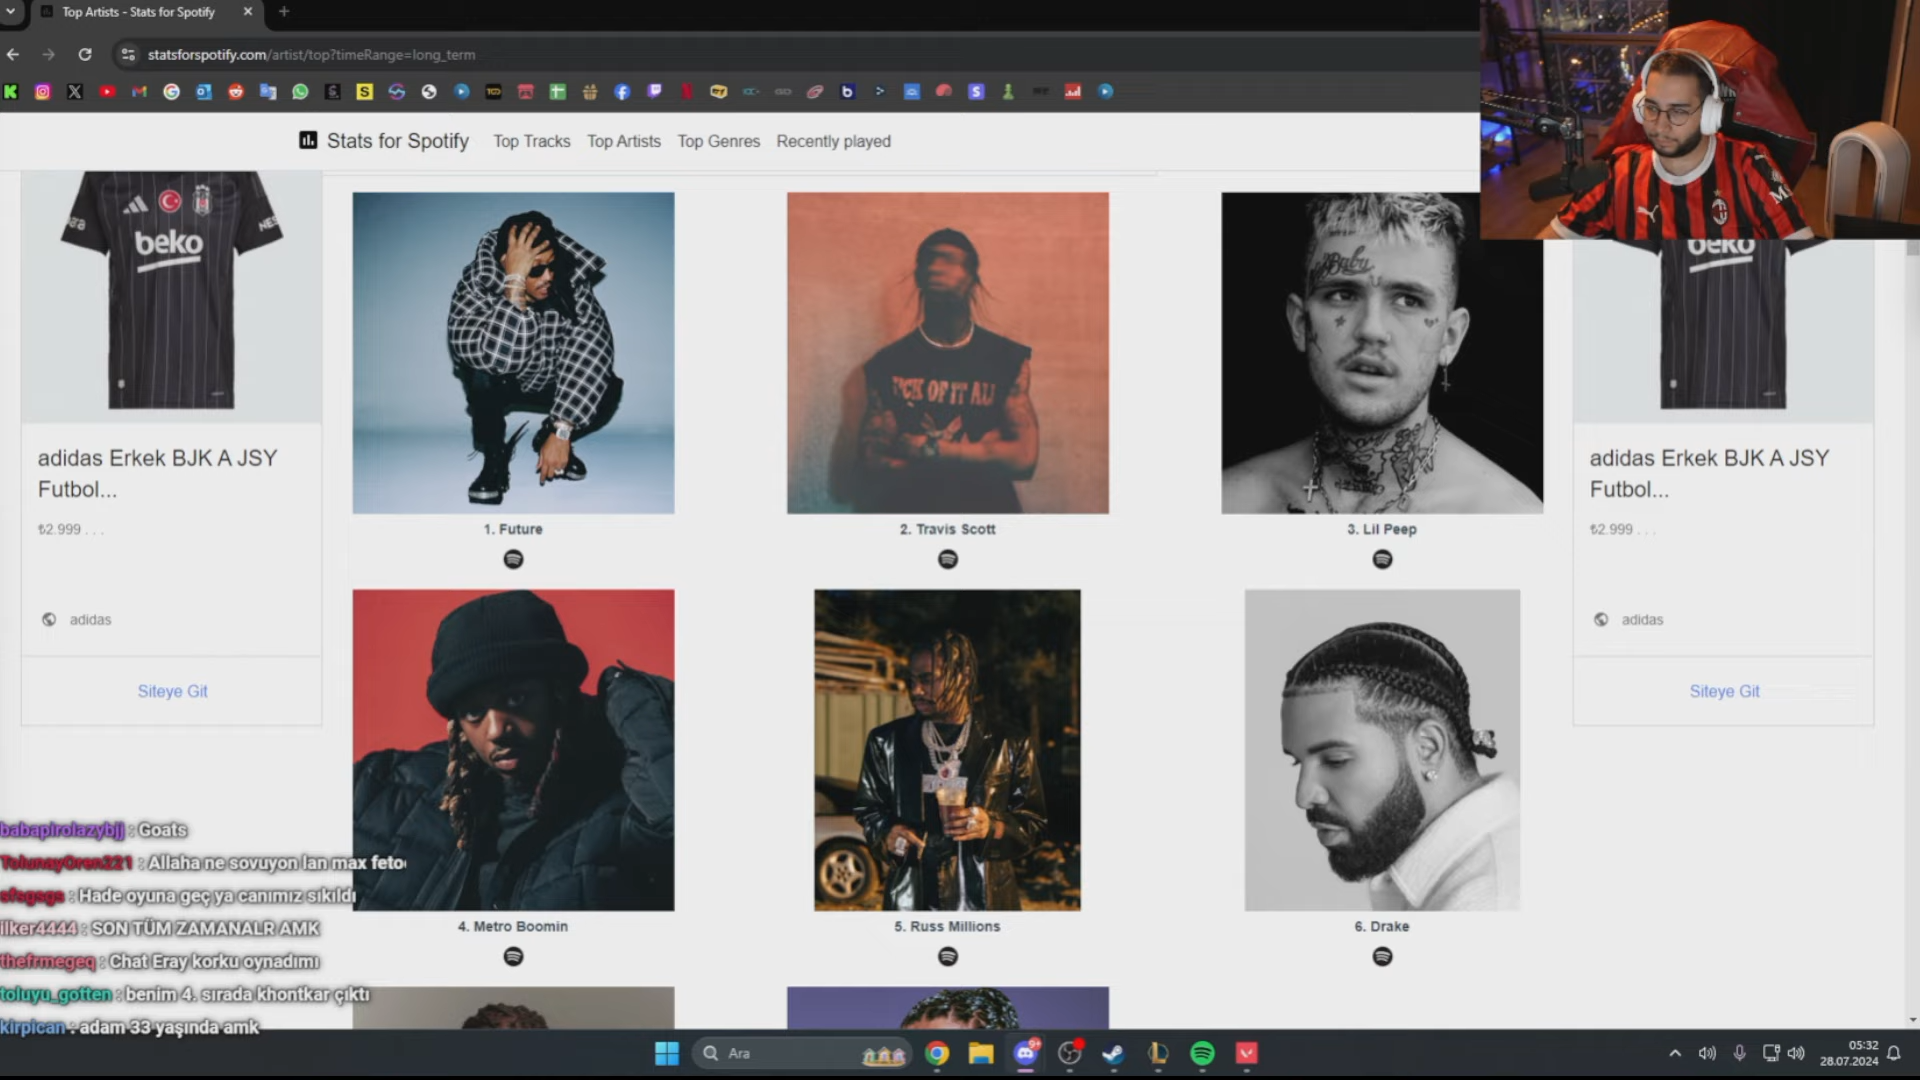 Top Artists - Stats for Spotify
statsforspotify.com/artist/top?timeRange=long_term
Stats for Spotify
Top Tracks
Top Artists
Top Genres
Recently played
beko
adidas Erkek BJK A JSY
Futbol...
₺2.999 . . .
adidas
Siteye Git
1. Future
2. Travis Scott
Baby
3. Lil Peep
4. Metro Boomin
5. Russ Millions
6. Drake
beko
adidas Erkek BJK A JSY
Futbol...
₺2.999 . . .
adidas
Siteye Git
babapirolazybjj : Goats
TolunayOren221 : Allaha ne sovuyon lan max feto
sfsgsgs : Hade oyuna geç ya canımız sıkıldı
ilker4444 : SON TÜM ZAMANALR AMK
thefrmegeq : Chat Eray korku oynadımı
toluyu_gotten : benim 4. sırada khontkar çıktı
kirpican : adam 33 yaşında amk
Ara
05:32
28.07.2024